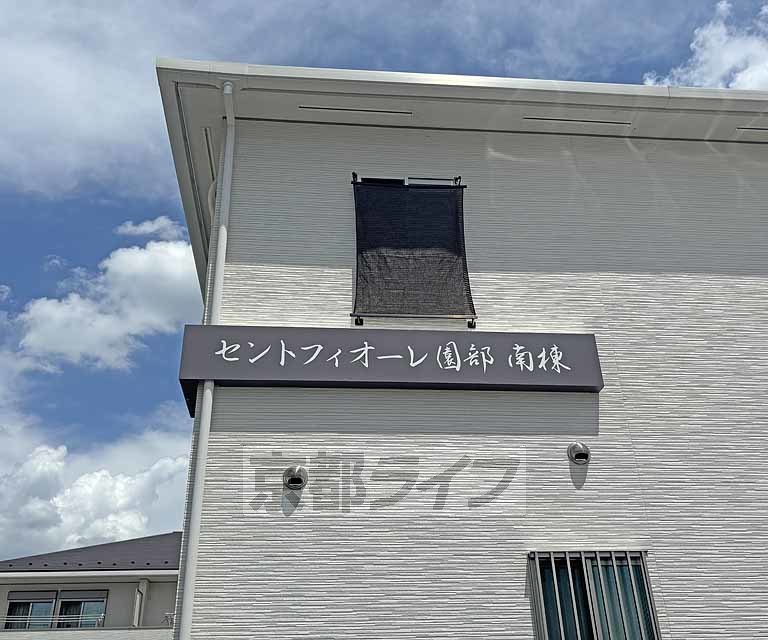 セントフィオーレ園部 南棟
京都ライフ